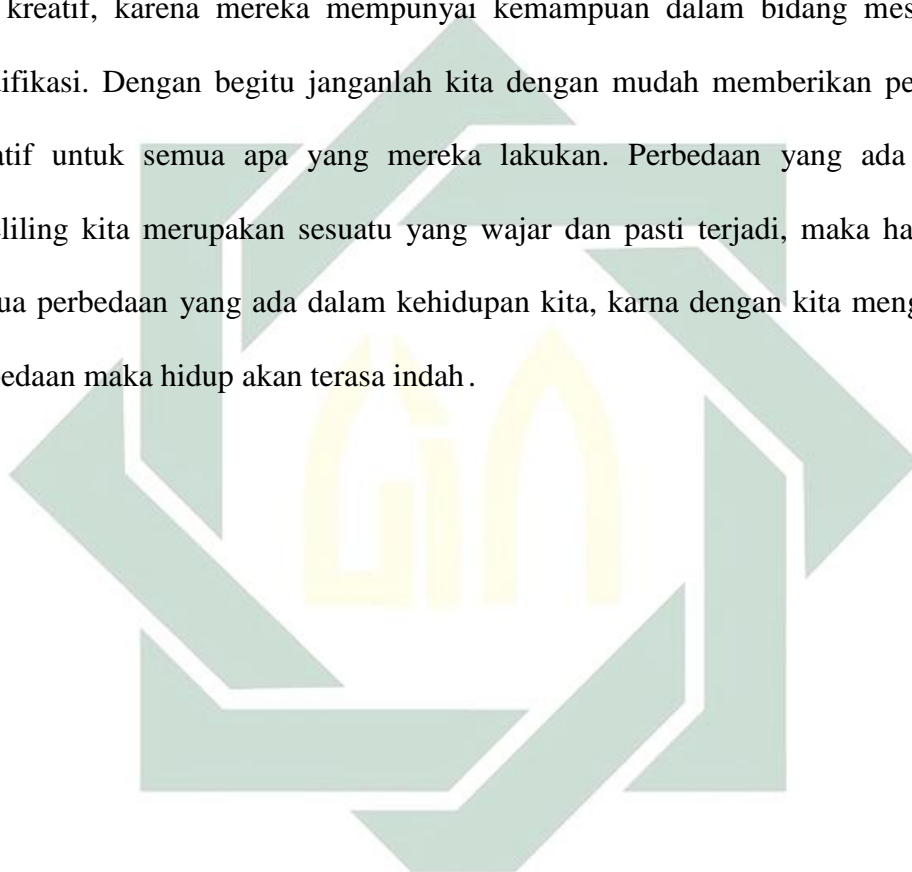 kreatif, karena mereka mempunyai kemampuan dalam bidang mes
difikasi. Dengan begitu janganlah kita dengan mudah memberikan pe
atif untuk semua apa yang mereka lakukan. Perbedaan yang ada
liling kita merupakan sesuatu yang wajar dan pasti terjadi, maka ha
ua perbedaan yang ada dalam kehidupan kita, karna dengan kita meng
edaan maka hidup akan terasa indah.